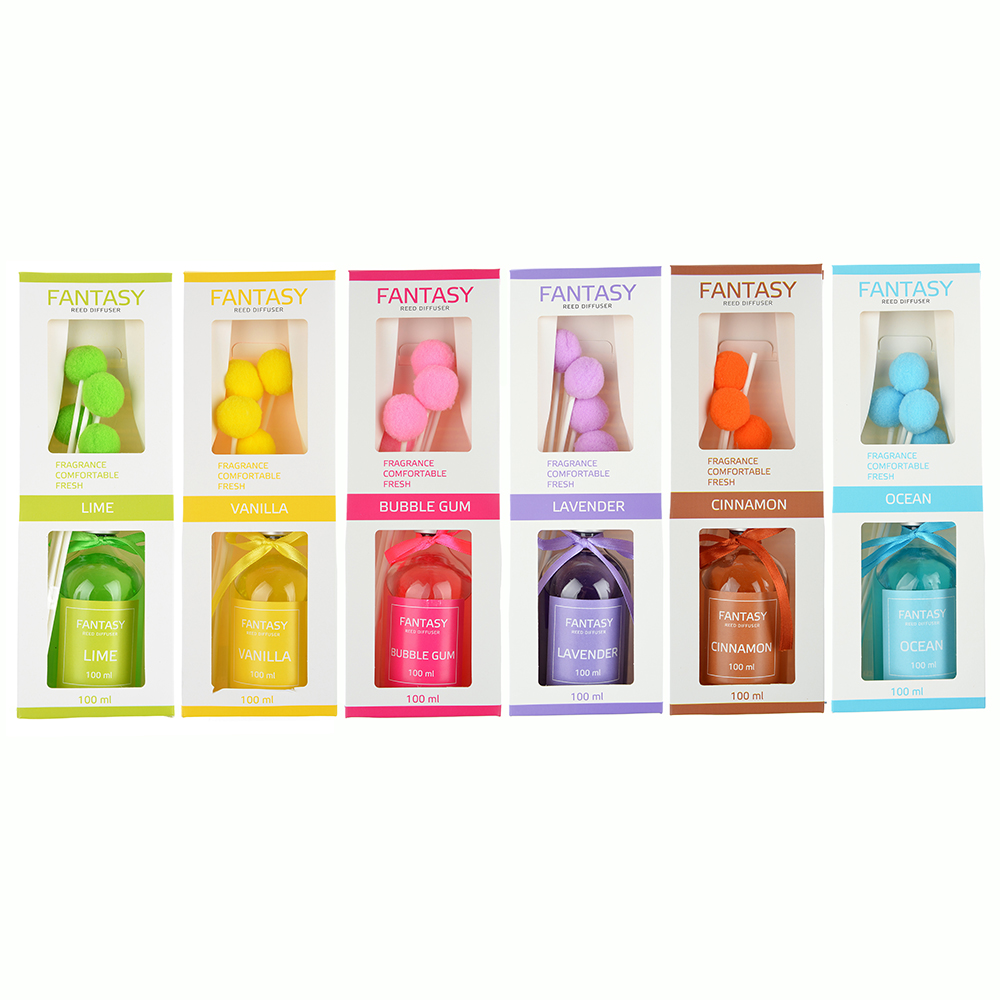 FANTASY
REED DIFFUSER
FRAGRANCE
COMFORTABLE
FRESH
LIME
FANTASY
REED DIFFUSER
LIME
100 ml
100 ml
FANTASY
REED DIFFUSER
FRAGRANCE
COMFORTABLE
FRESH
VANILLA
FANTASY
REED DIFFUSER
VANILLA
100 ml
100 ml
FANTASY
REED DIFFUSER
FRAGRANCE
COMFORTABLE
FRESH
BUBBLE GUM
FANTASY
REED DIFFUSER
BUBBLE GUM
100 ml
100 ml
FANTASY
REED DIFFUSER
FRAGRANCE
COMFORTABLE
FRESH
LAVENDER
FANTASY
REED DIFFUSER
LAVENDER
100 ml
100 ml
FANTASY
REED DIFFUSER
FRAGRANCE
COMFORTABLE
FRESH
CINNAMON
FANTASY
REED DIFFUSER
CINNAMON
100 ml
100 ml
FANTASY
REED DIFFUSER
FRAGRANCE
COMFORTABLE
FRESH
OCEAN
FANTASY
REED DIFFUSER
OCEAN
100 ml
100 ml